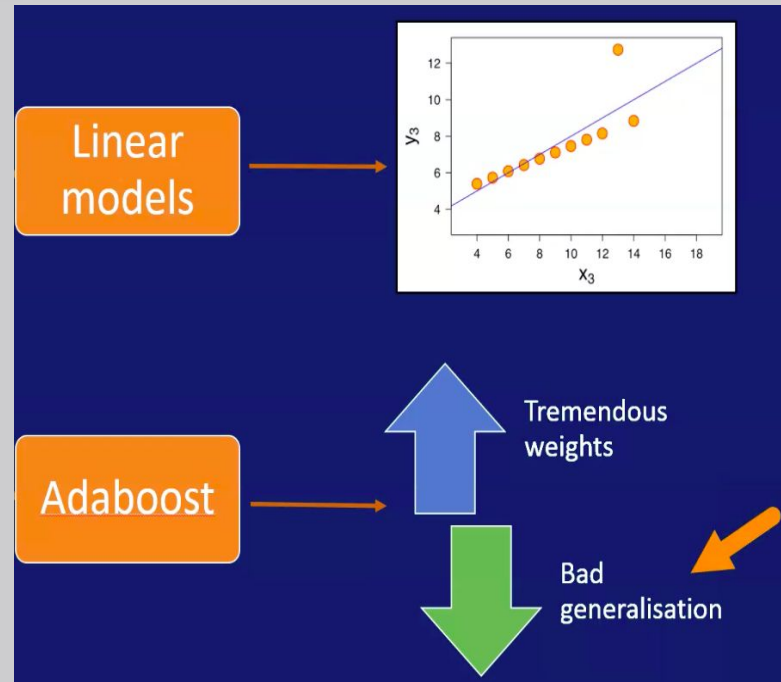 Linear
models
12
10
8
6
4
y3
4 6 8 10 12 14 16 18
x3
Tremendous
weights
Adaboost
Bad
generalisation